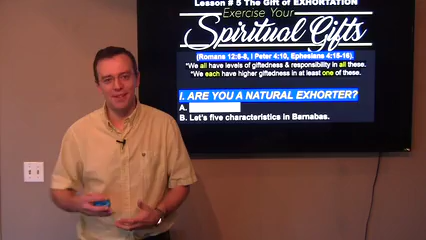 Lesson # 5 The Gift of EXHORTATION
Exercise Your
Spiritual Gifts
(Romans 12:6-8, I Peter 4:10, Ephesians 4:15-16).
*We all have levels of giftedness & responsibility in all these.
*We each have higher giftedness in at least one of these.
I. ARE YOU A NATURAL EXHORTER?
A.
B. Let's five characteristics in Barnabas.